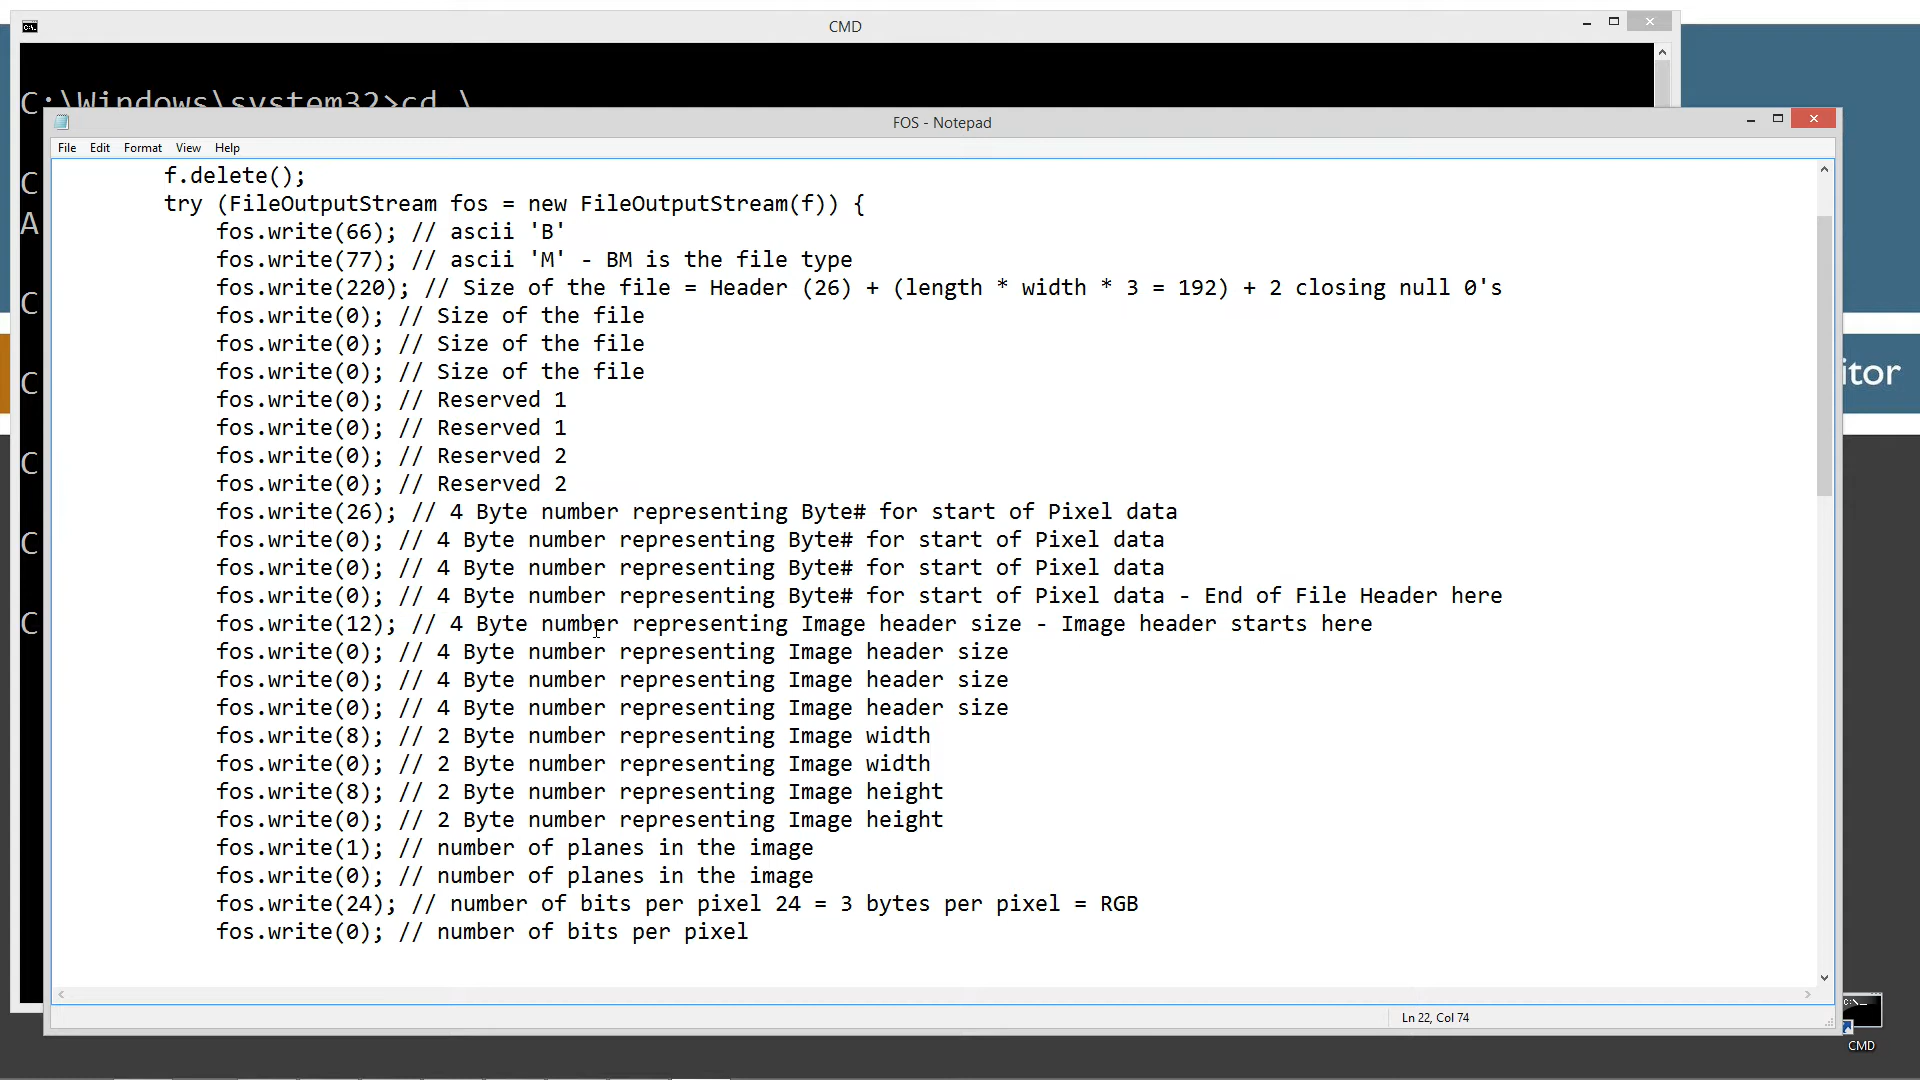 CMD
C:\Windows\system32>cd \
FOS - Notepad
File Edit Format View Help
f.delete();
try (FileOutputStream fos = new FileOutputStream(f)) {
fos.write(66); // ascii 'B'
fos.write(77); // ascii 'M' - BM is the file type
fos.write(220); // Size of the file = Header (26) + (length * width * 3 = 192) + 2 closing null 0's
fos.write(0); // Size of the file
fos.write(0); // Size of the file
fos.write(0); // Size of the file
fos.write(0); // Reserved 1
fos.write(0); // Reserved 1
fos.write(0); // Reserved 2
fos.write(0); // Reserved 2
fos.write(26); // 4 Byte number representing Byte# for start of Pixel data
fos.write(0); // 4 Byte number representing Byte# for start of Pixel data
fos.write(0); // 4 Byte number representing Byte# for start of Pixel data
fos.write(0); // 4 Byte number representing Byte# for start of Pixel data - End of File Header here
fos.write(12); // 4 Byte number representing Image header size - Image header starts here
fos.write(0); // 4 Byte number representing Image header size
fos.write(0); // 4 Byte number representing Image header size
fos.write(0); // 4 Byte number representing Image header size
fos.write(8); // 2 Byte number representing Image width
fos.write(0); // 2 Byte number representing Image width
fos.write(8); // 2 Byte number representing Image height
fos.write(0); // 2 Byte number representing Image height
fos.write(1); // number of planes in the image
fos.write(0); // number of planes in the image
fos.write(24); // number of bits per pixel 24 = 3 bytes per pixel = RGB
fos.write(0); // number of bits per pixel
Ln 22, Col 74
C
A
C
C
C
C
C
itor
CMD